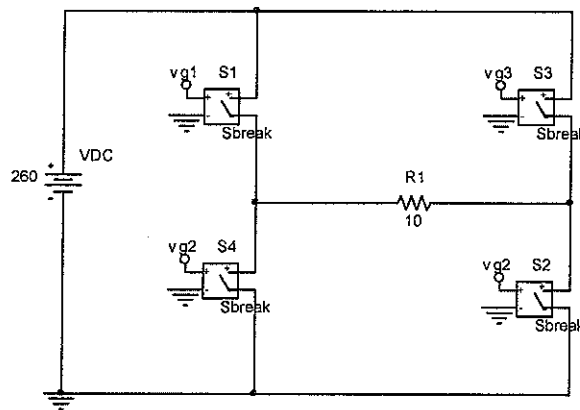 vg1 S1
Sbreak
vg3 S3
Sbreak
+ VDC
260
-
R1
10
vg2 S4
Sbreak
vg2 S2
Sbreak